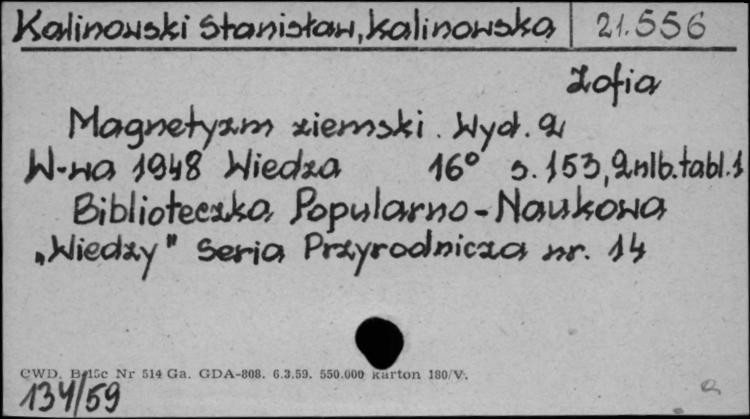 Kalinowski Stanisław, Kalinowska 21.556
Zofia
Magnetyzm ziemski. Wyd. 2
W-wa 1948 Wiedza 16° s. 153, 2 nlb. tabl. 1
Biblioteczka Popularno-Naukowa
„Wiedzy" Seria Przyrodnicza nr. 14
CWD. B/15c Nr 514 Ga. GDA-808. 6.3.59. 550.000 karton 180/V.
134/59